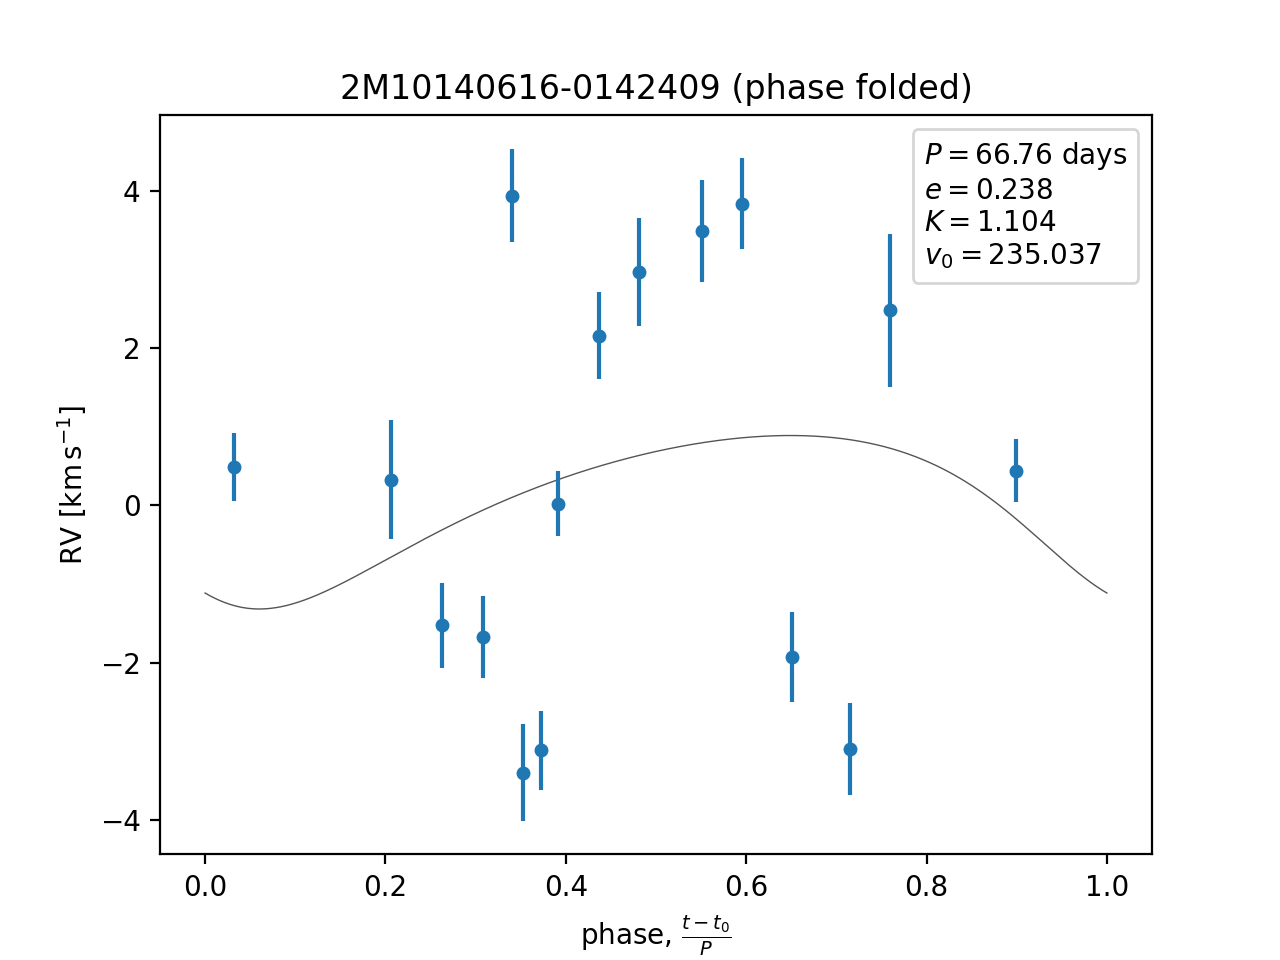 2M10140616-0142409 (phase folded)
P = 66.76 days
e = 0.238
K = 1.104
v₀ = 235.037
4
2
0
−2
−4
RV [km s⁻¹]
0.0 0.2 0.4 0.6 0.8 1.0
phase, (t − t₀)/P